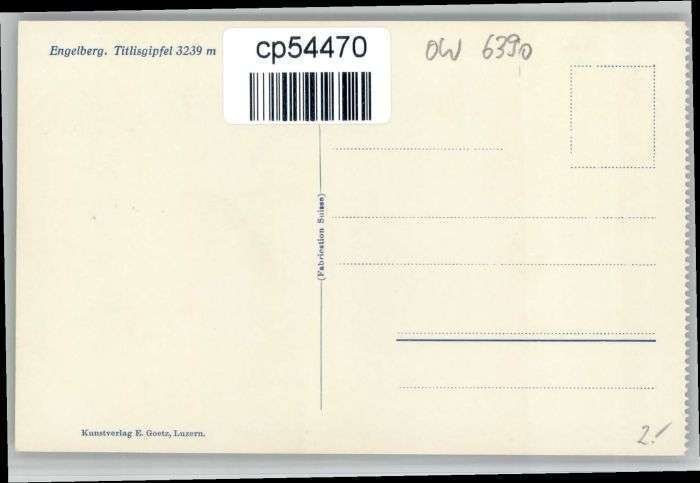 Engelberg. Titlisgipfel 3239 m
cp54470
OW 6390
(Fabrication Suisse)
Kunstverlag E. Goetz, Luzern.
2.-